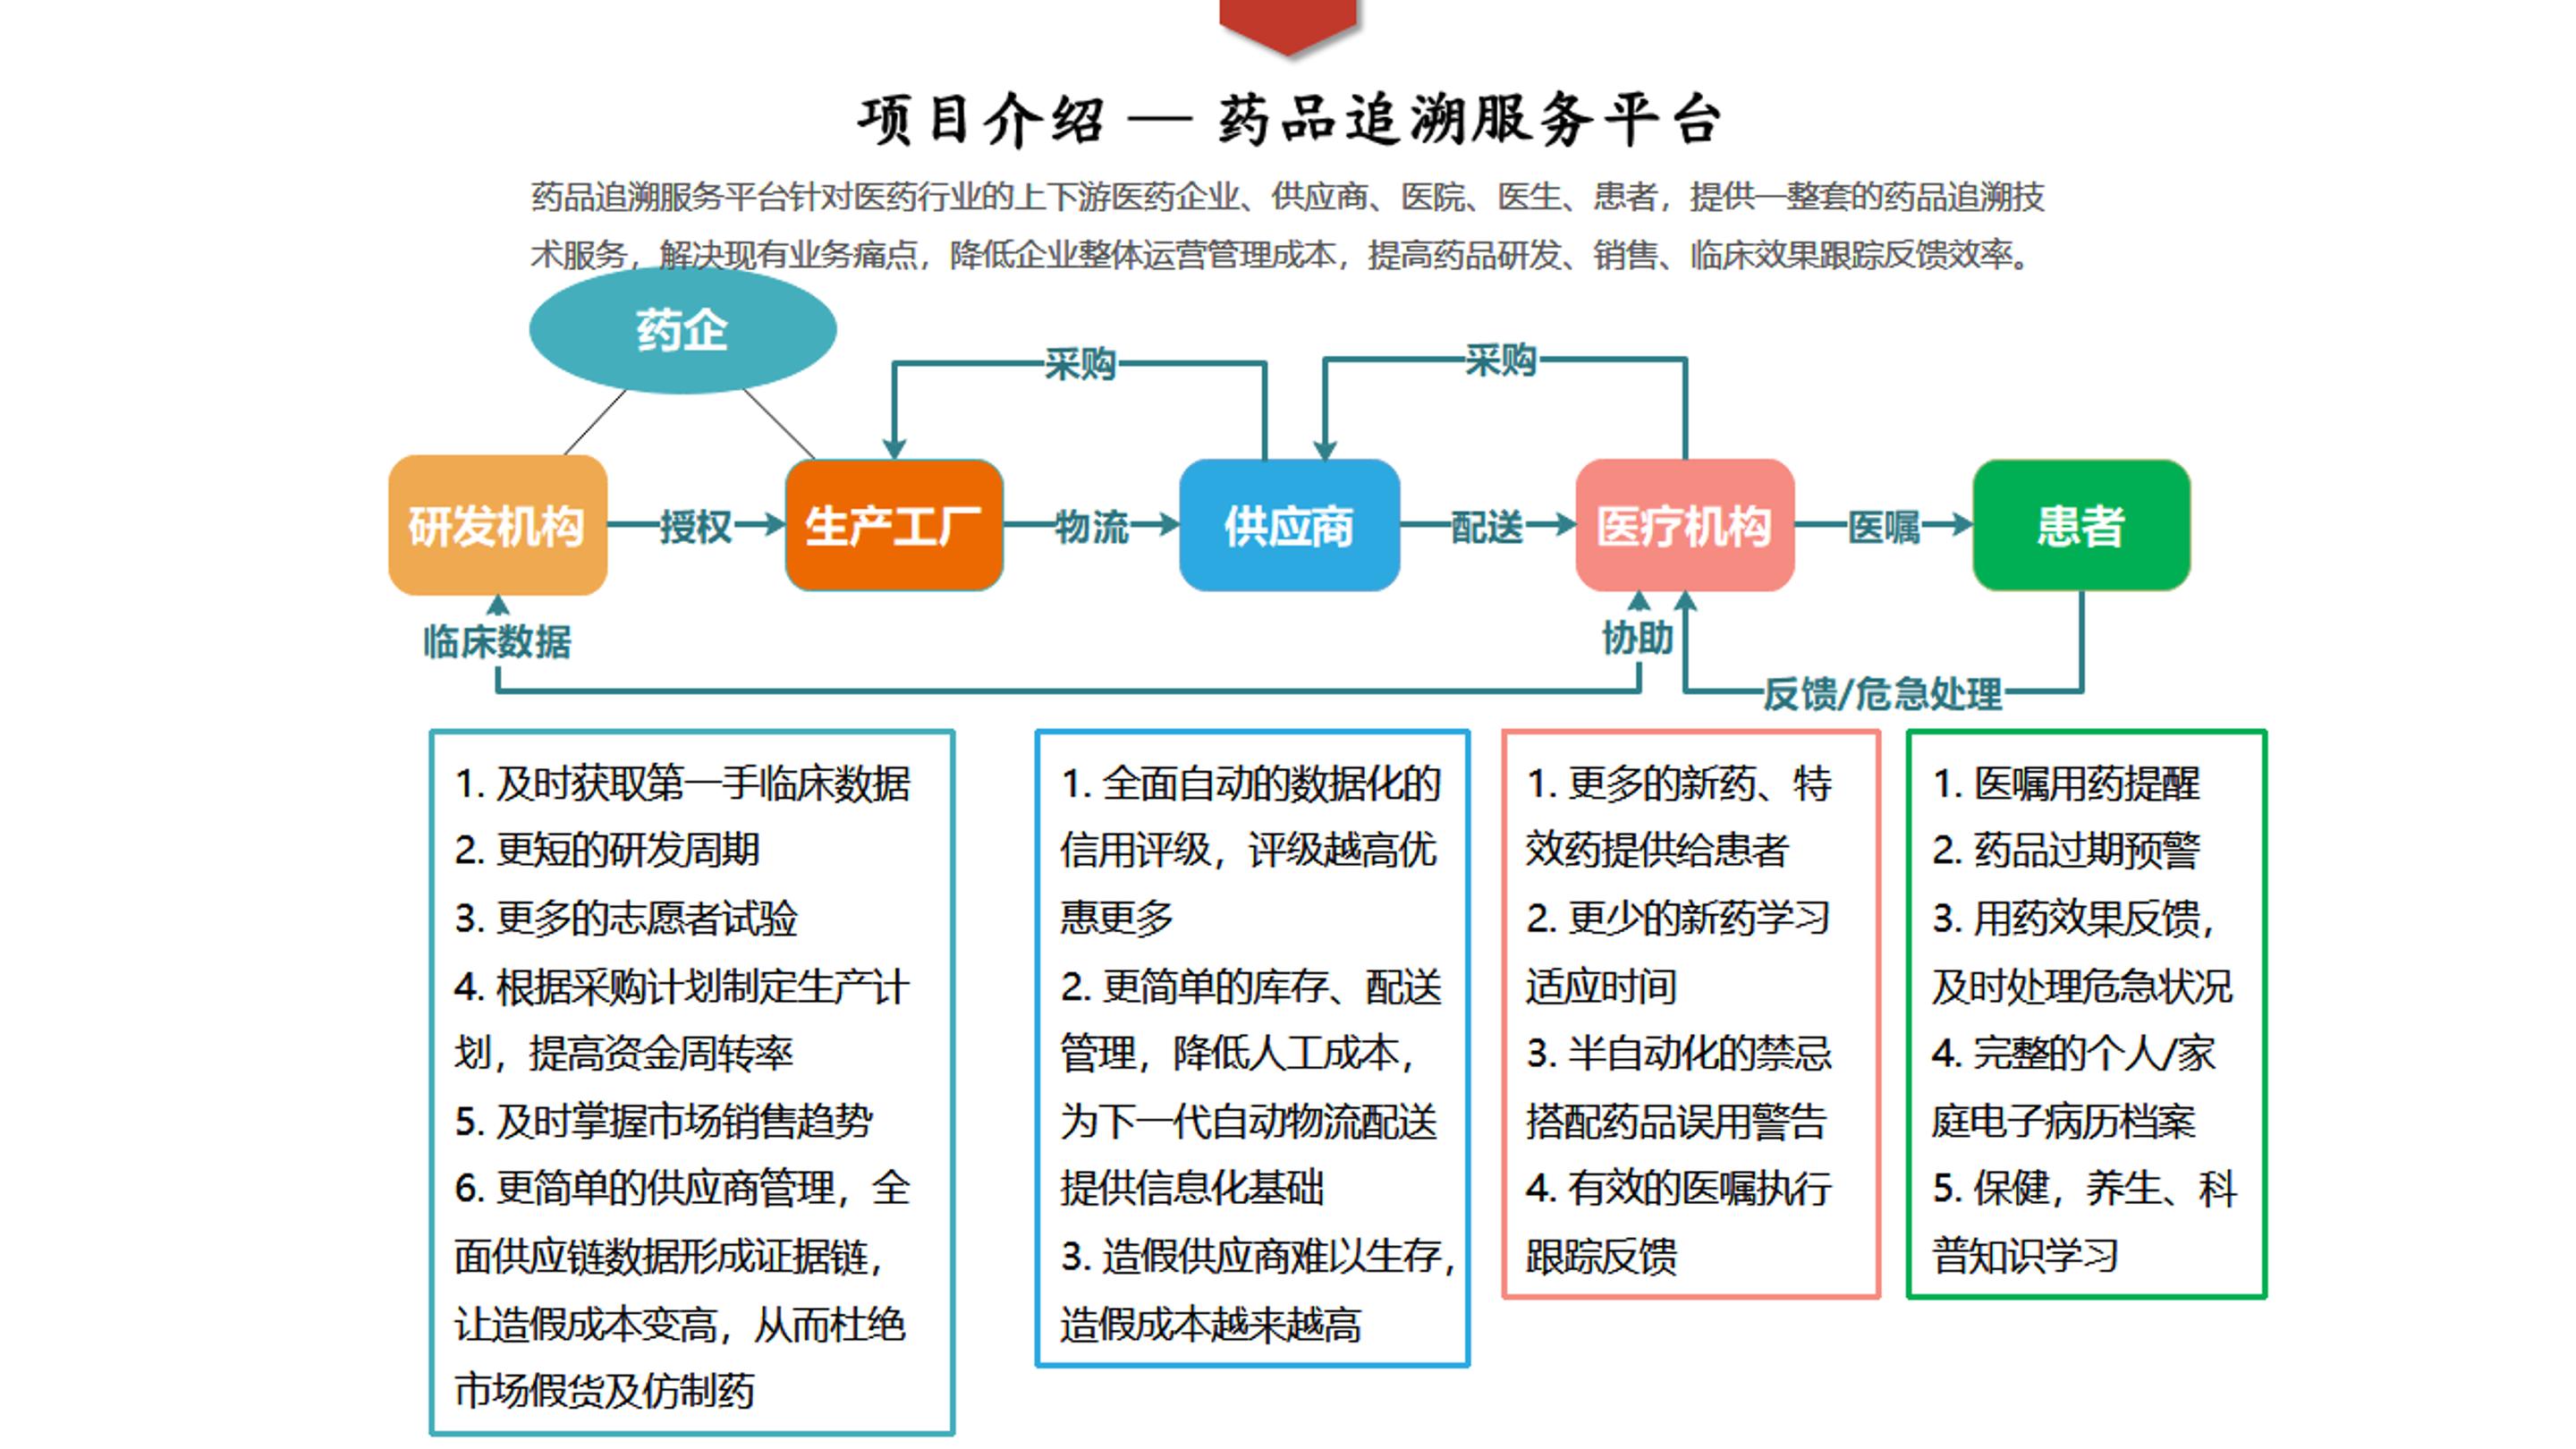 项目介绍 — 药品追溯服务平台
药品追溯服务平台针对医药行业的上下游医药企业、供应商、医院、医生、患者，提供一整套的药品追溯技
术服务，解决现有业务痛点，降低企业整体运营管理成本，提高药品研发、销售、临床效果跟踪反馈效率。
药企
采购
采购
研发机构
授权
生产工厂
物流
供应商
配送
医疗机构
医嘱
患者
临床数据
协助
反馈/危急处理
1. 及时获取第一手临床数据
2. 更短的研发周期
3. 更多的志愿者试验
4. 根据采购计划制定生产计
划，提高资金周转率
5. 及时掌握市场销售趋势
6. 更简单的供应商管理，全
面供应链数据形成证据链，
让造假成本变高，从而杜绝
市场假货及仿制药
1. 全面自动的数据化的
信用评级，评级越高优
惠更多
2. 更简单的库存、配送
管理，降低人工成本，
为下一代自动物流配送
提供信息化基础
3. 造假供应商难以生存，
造假成本越来越高
1. 更多的新药、特
效药提供给患者
2. 更少的新药学习
适应时间
3. 半自动化的禁忌
搭配药品误用警告
4. 有效的医嘱执行
跟踪反馈
1. 医嘱用药提醒
2. 药品过期预警
3. 用药效果反馈，
及时处理危急状况
4. 完整的个人/家
庭电子病历档案
5. 保健，养生、科
普知识学习